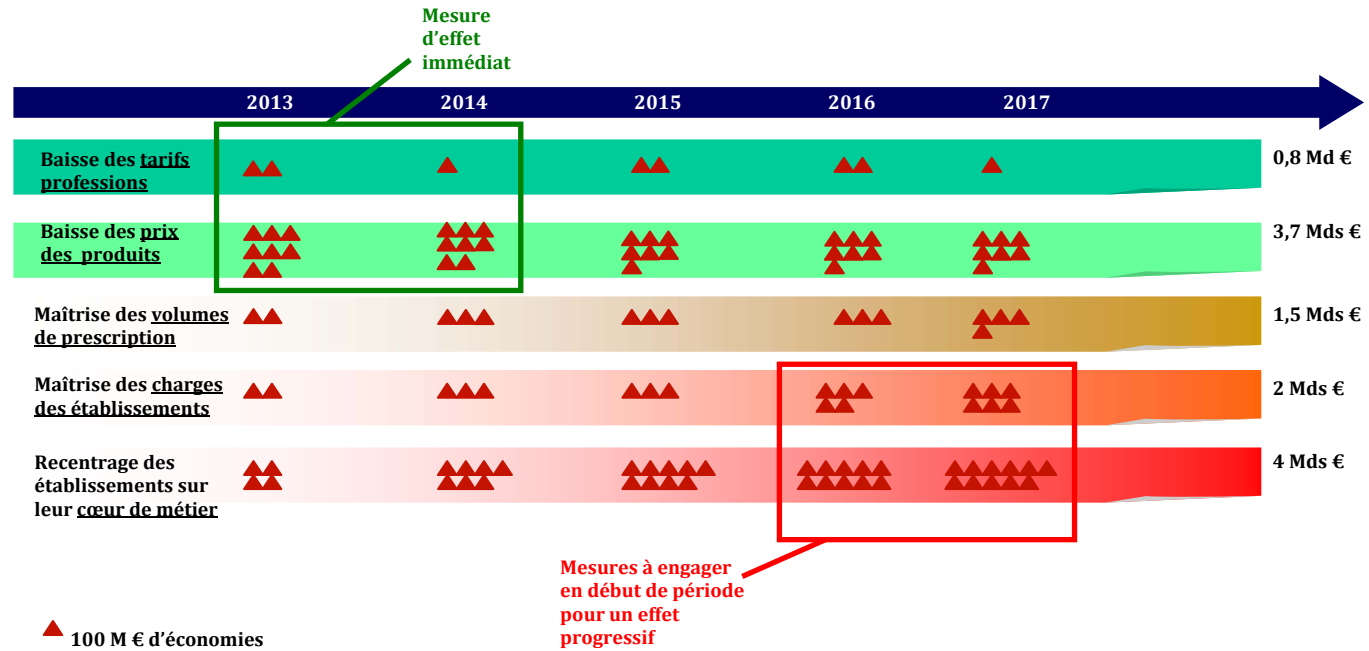 Mesure
d'effet
immédiat
2013 2014 2015 2016 2017
Baisse des tarifs
professions
0,8 Md €
Baisse des prix
des produits
3,7 Mds €
Maîtrise des volumes
de prescription
1,5 Mds €
Maîtrise des charges
des établissements
2 Mds €
Recentrage des
établissements sur
leur cœur de métier
4 Mds €
Mesures à engager
en début de période
pour un effet
progressif
100 M € d'économies